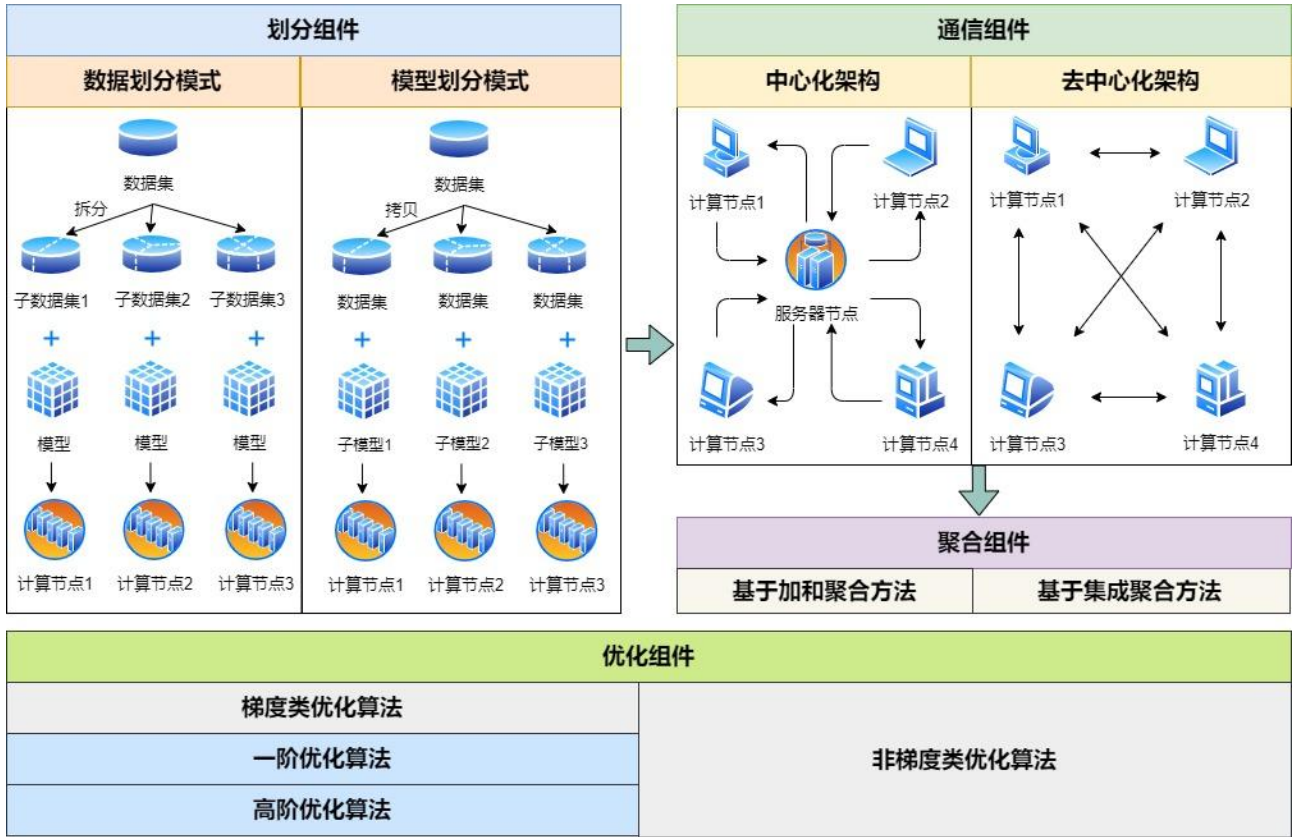 划分组件
数据划分模式
模型划分模式
数据集
拆分
子数据集1
子数据集2
子数据集3
+
+
+
模型
模型
模型
计算节点1
计算节点2
计算节点3
数据集
拷贝
数据集
数据集
数据集
+
+
+
子模型1
子模型2
子模型3
计算节点1
计算节点2
计算节点3
通信组件
中心化架构
去中心化架构
计算节点1
计算节点2
服务器节点
计算节点3
计算节点4
计算节点1
计算节点2
计算节点3
计算节点4
聚合组件
基于加和聚合方法
基于集成聚合方法
优化组件
梯度类优化算法
一阶优化算法
高阶优化算法
非梯度类优化算法